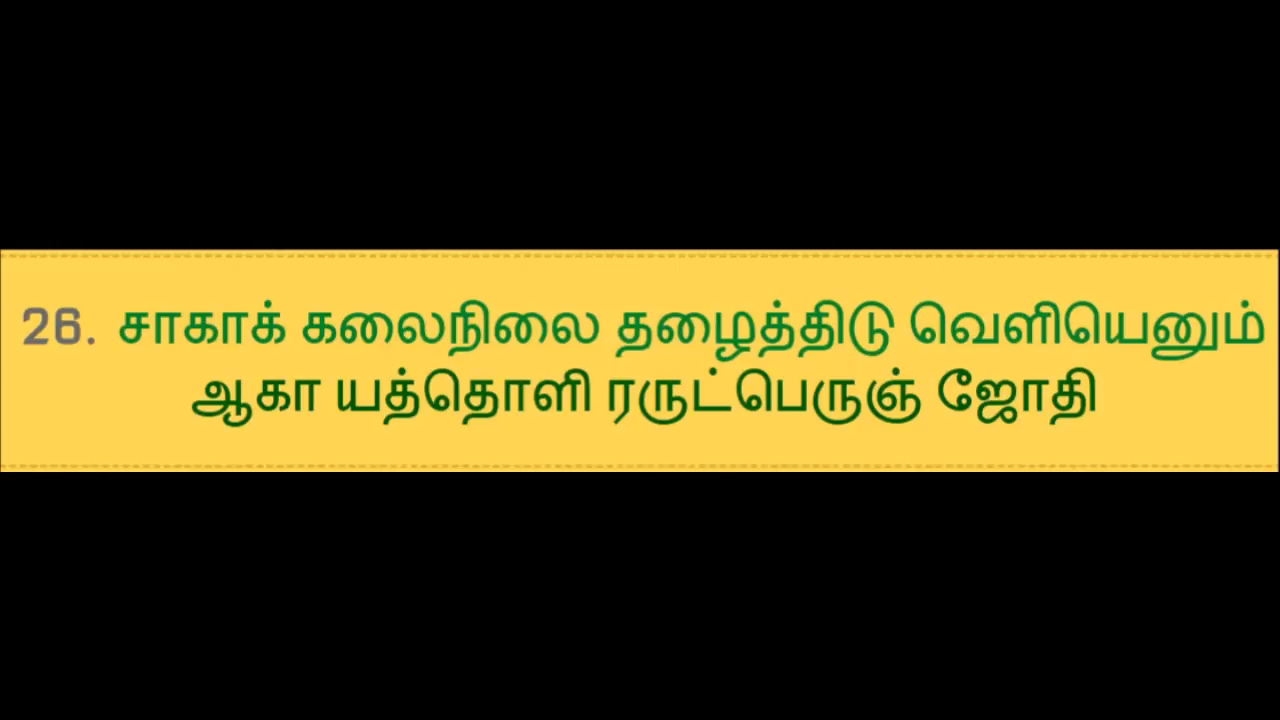 26. சாகாக் கலைநிலை தழைத்திடு வெளியெனும்
ஆகா யத்தொளி ரருட்பெருஞ் ஜோதி